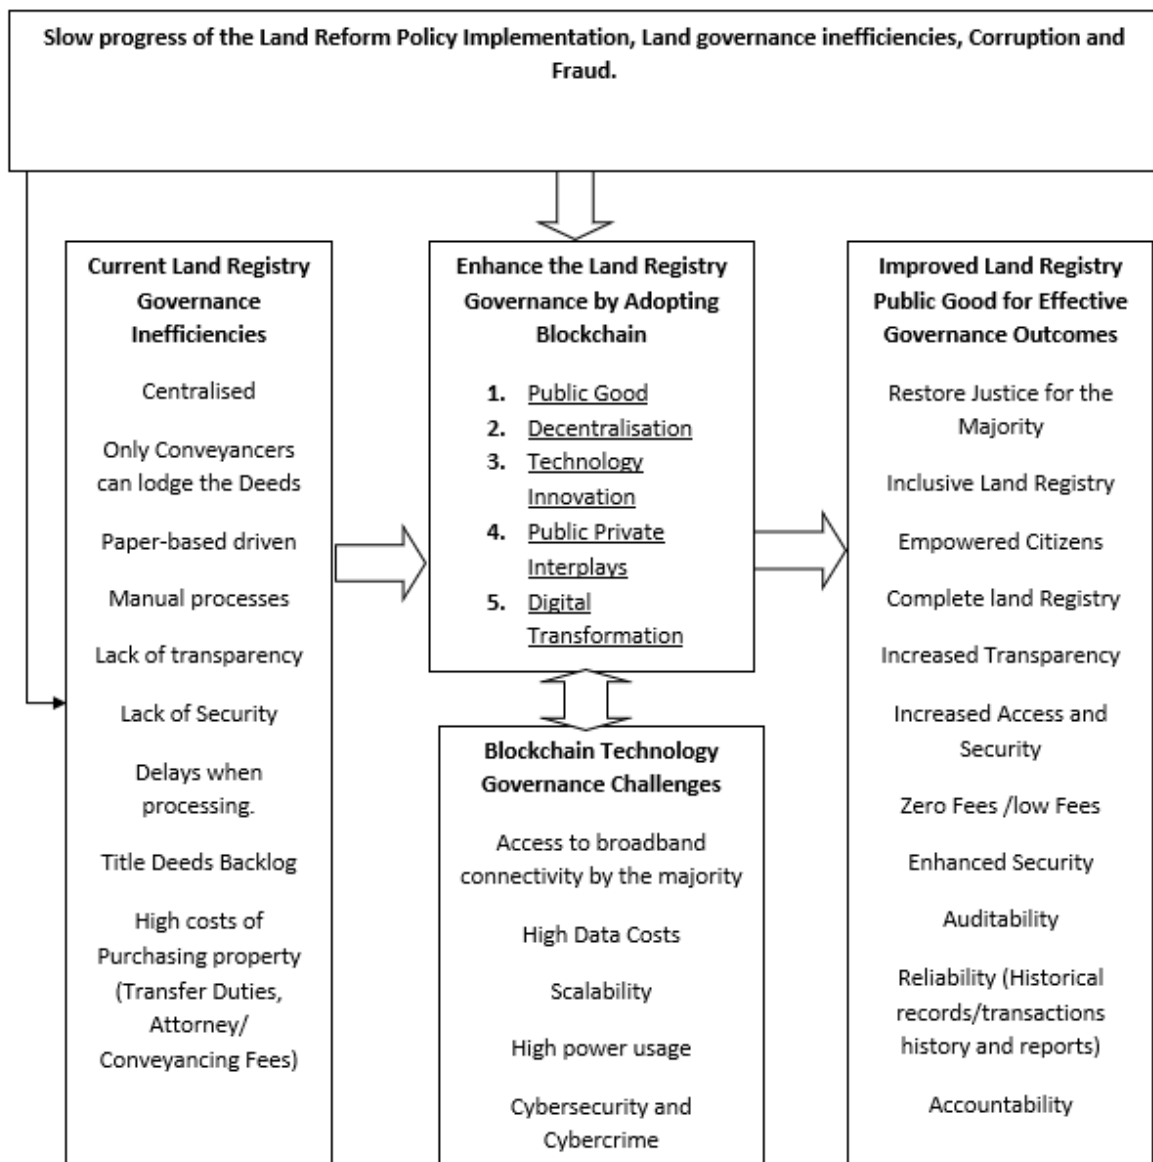 Slow progress of the Land Reform Policy Implementation, Land governance inefficiencies, Corruption and
Fraud.
Current Land Registry
Governance
Inefficiencies
Centralised
Only Conveyancers
can lodge the Deeds
Paper-based driven
Manual processes
Lack of transparency
Lack of Security
Delays when
processing.
Title Deeds Backlog
High costs of
Purchasing property
(Transfer Duties,
Attorney/
Conveyancing Fees)
Enhance the Land Registry
Governance by Adopting
Blockchain
1. Public Good
2. Decentralisation
3. Technology
Innovation
4. Public Private
Interplays
5. Digital
Transformation
Blockchain Technology
Governance Challenges
Access to broadband
connectivity by the majority
High Data Costs
Scalability
High power usage
Cybersecurity and
Cybercrime
Improved Land Registry
Public Good for Effective
Governance Outcomes
Restore Justice for the
Majority
Inclusive Land Registry
Empowered Citizens
Complete land Registry
Increased Transparency
Increased Access and
Security
Zero Fees /low Fees
Enhanced Security
Auditability
Reliability (Historical
records/transactions
history and reports)
Accountability